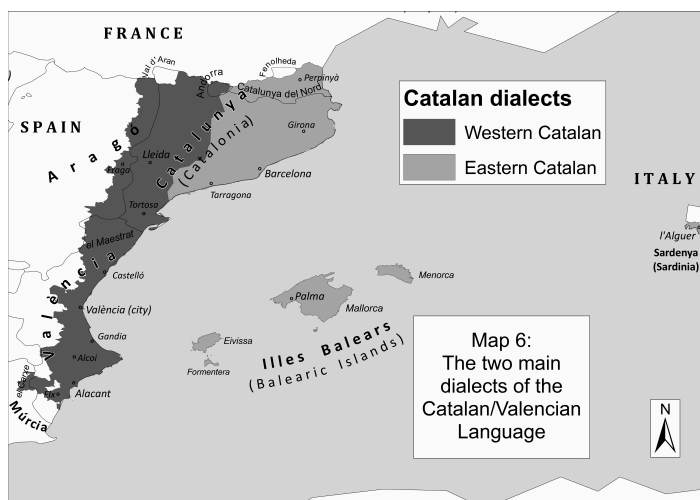 FRANCE
Val d'Aran
Andorra
Fenolheda
Perpinyà
Catalunya del Nord
Catalan dialects
Western Catalan
Eastern Catalan
SPAIN
Aragó
Catalunya
(Catalonia)
Girona
Lleida
Fraga
Barcelona
Tarragona
Tortosa
ITALY
l'Alguer
Sardenya
(Sardinia)
el Maestrat
València
Castelló
València (city)
Gandia
Alcoi
Alacant
Elx
el Carxe
Múrcia
Menorca
Palma
Mallorca
Eivissa
Formentera
Illes Balears
(Balearic Islands)
Map 6:
The two main
dialects of the
Catalan/Valencian
Language
N